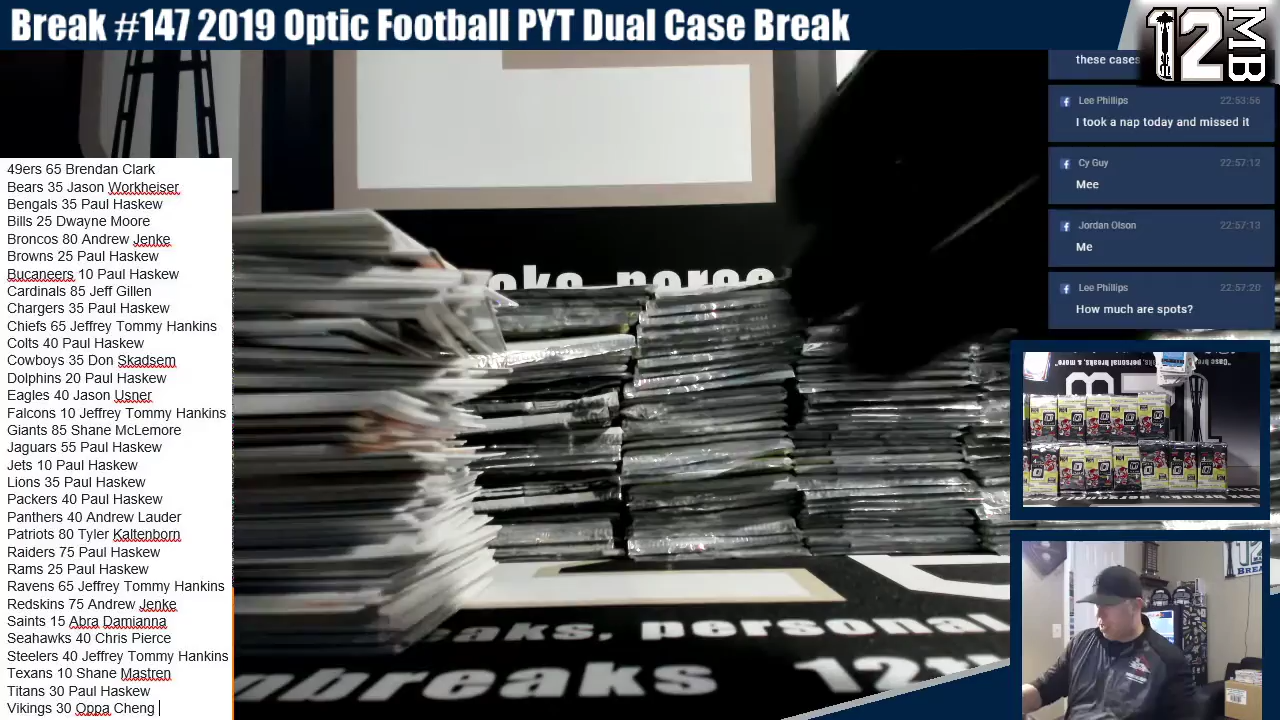 Break #147 2019 Optic Football PYT Dual Case Break
12
MB
these cases
Lee Phillips 22:53:56
I took a nap today and missed it
Cy Guy 22:57:12
Mee
Jordan Olson 22:57:13
Me
Lee Phillips 22:57:20
How much are spots?
49ers 65 Brendan Clark
Bears 35 Jason Workheiser
Bengals 35 Paul Haskew
Bills 25 Dwayne Moore
Broncos 80 Andrew Jenke
Browns 25 Paul Haskew
Bucaneers 10 Paul Haskew
Cardinals 85 Jeff Gillen
Chargers 35 Paul Haskew
Chiefs 65 Jeffrey Tommy Hankins
Colts 40 Paul Haskew
Cowboys 35 Don Skadsem
Dolphins 20 Paul Haskew
Eagles 40 Jason Usner
Falcons 10 Jeffrey Tommy Hankins
Giants 85 Shane McLemore
Jaguars 55 Paul Haskew
Jets 10 Paul Haskew
Lions 35 Paul Haskew
Packers 40 Paul Haskew
Panthers 40 Andrew Lauder
Patriots 80 Tyler Kaltenborn
Raiders 75 Paul Haskew
Rams 25 Paul Haskew
Ravens 65 Jeffrey Tommy Hankins
Redskins 75 Andrew Jenke
Saints 15 Abra Damianna
Seahawks 40 Chris Pierce
Steelers 40 Jeffrey Tommy Hankins
Texans 10 Shane Mastren
Titans 30 Paul Haskew
Vikings 30 Oppa Cheng
eaks, personal
nbreaks 12t